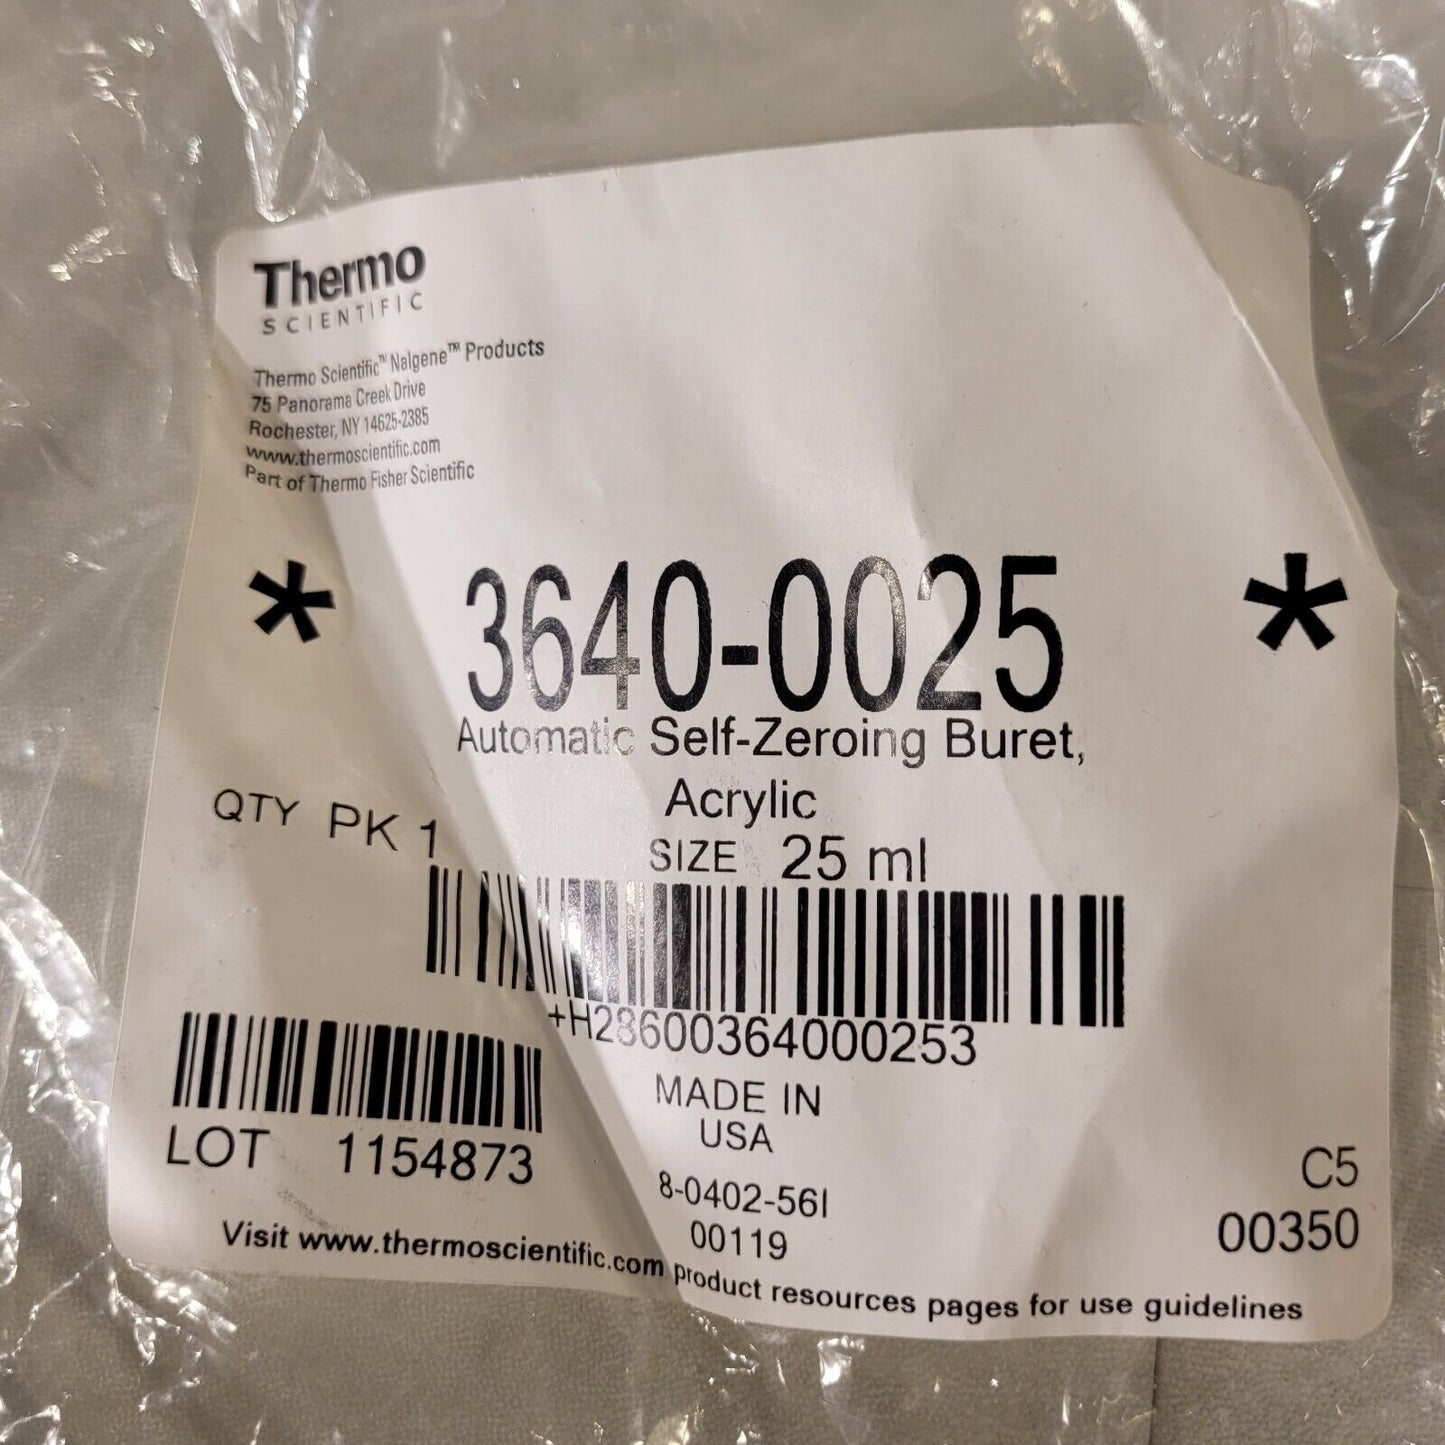 Thermo
SCIENTIFIC
Thermo Scientific™ Nalgene™ Products
75 Panorama Creek Drive
Rochester, NY 14625-2385
www.thermoscientific.com
Part of Thermo Fisher Scientific
* 3640-0025 *
Automatic Self-Zeroing Buret,
Acrylic
QTY PK 1
SIZE 25 ml
+H28600364000253
LOT 1154873
MADE IN
USA
8-0402-56I
00119
C5
00350
Visit www.thermoscientific.com product resources pages for use guidelines